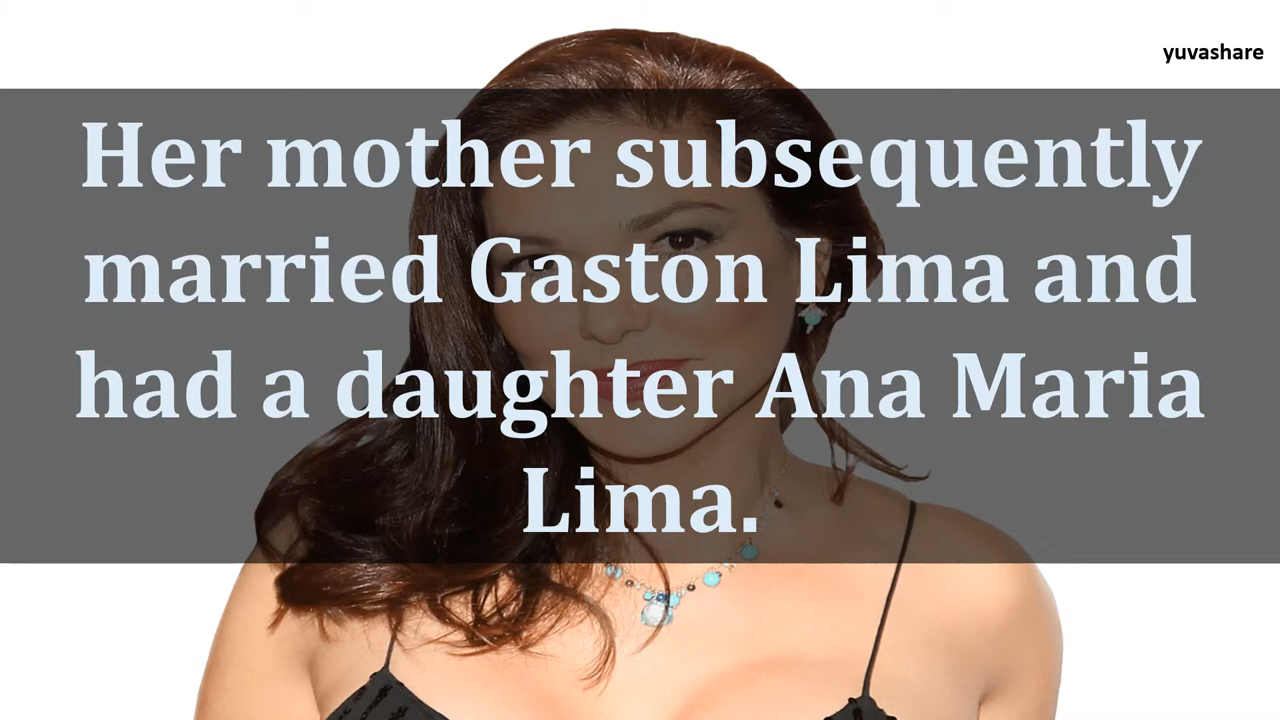 yuvashare
Her mother subsequently
married Gaston Lima and
had a daughter Ana Maria
Lima.